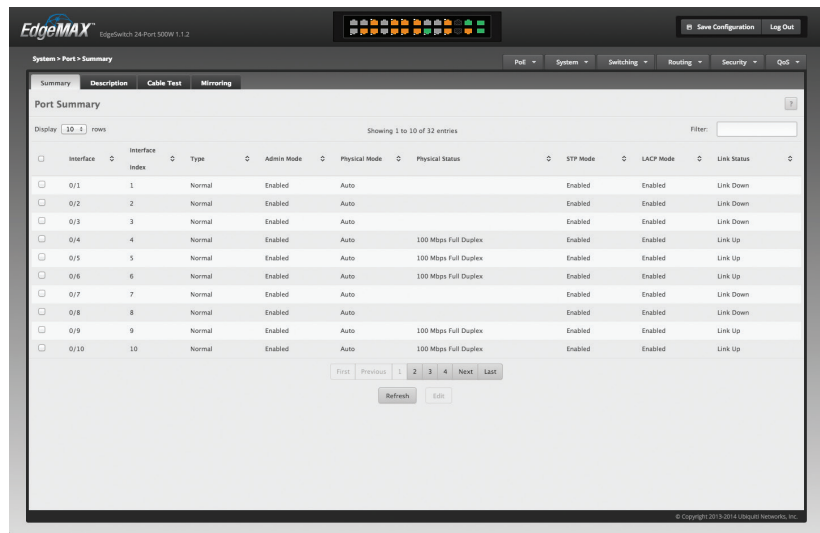 EdgeMAX™ EdgeSwitch 24-Port 500W 1.1.2
Save Configuration Log Out
System > Port > Summary
PoE System Switching Routing Security QoS
Summary Description Cable Test Mirroring
Port Summary ?
Display 10 rows Showing 1 to 10 of 32 entries Filter:
Interface Interface Index Type Admin Mode Physical Mode Physical Status STP Mode LACP Mode Link Status
0/1 1 Normal Enabled Auto Enabled Enabled Link Down
0/2 2 Normal Enabled Auto Enabled Enabled Link Down
0/3 3 Normal Enabled Auto Enabled Enabled Link Down
0/4 4 Normal Enabled Auto 100 Mbps Full Duplex Enabled Enabled Link Up
0/5 5 Normal Enabled Auto 100 Mbps Full Duplex Enabled Enabled Link Up
0/6 6 Normal Enabled Auto 100 Mbps Full Duplex Enabled Enabled Link Up
0/7 7 Normal Enabled Auto Enabled Enabled Link Down
0/8 8 Normal Enabled Auto Enabled Enabled Link Down
0/9 9 Normal Enabled Auto 100 Mbps Full Duplex Enabled Enabled Link Up
0/10 10 Normal Enabled Auto 100 Mbps Full Duplex Enabled Enabled Link Up
First Previous 1 2 3 4 Next Last
Refresh Edit
© Copyright 2013-2014 Ubiquiti Networks, Inc.